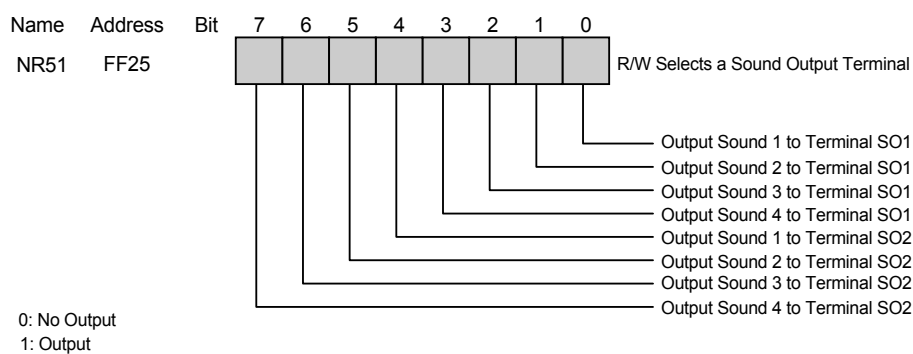 Name Address Bit 7 6 5 4 3 2 1 0
NR51 FF25 R/W Selects a Sound Output Terminal
Output Sound 1 to Terminal SO1
Output Sound 2 to Terminal SO1
Output Sound 3 to Terminal SO1
Output Sound 4 to Terminal SO1
Output Sound 1 to Terminal SO2
Output Sound 2 to Terminal SO2
Output Sound 3 to Terminal SO2
Output Sound 4 to Terminal SO2
0: No Output
1: Output